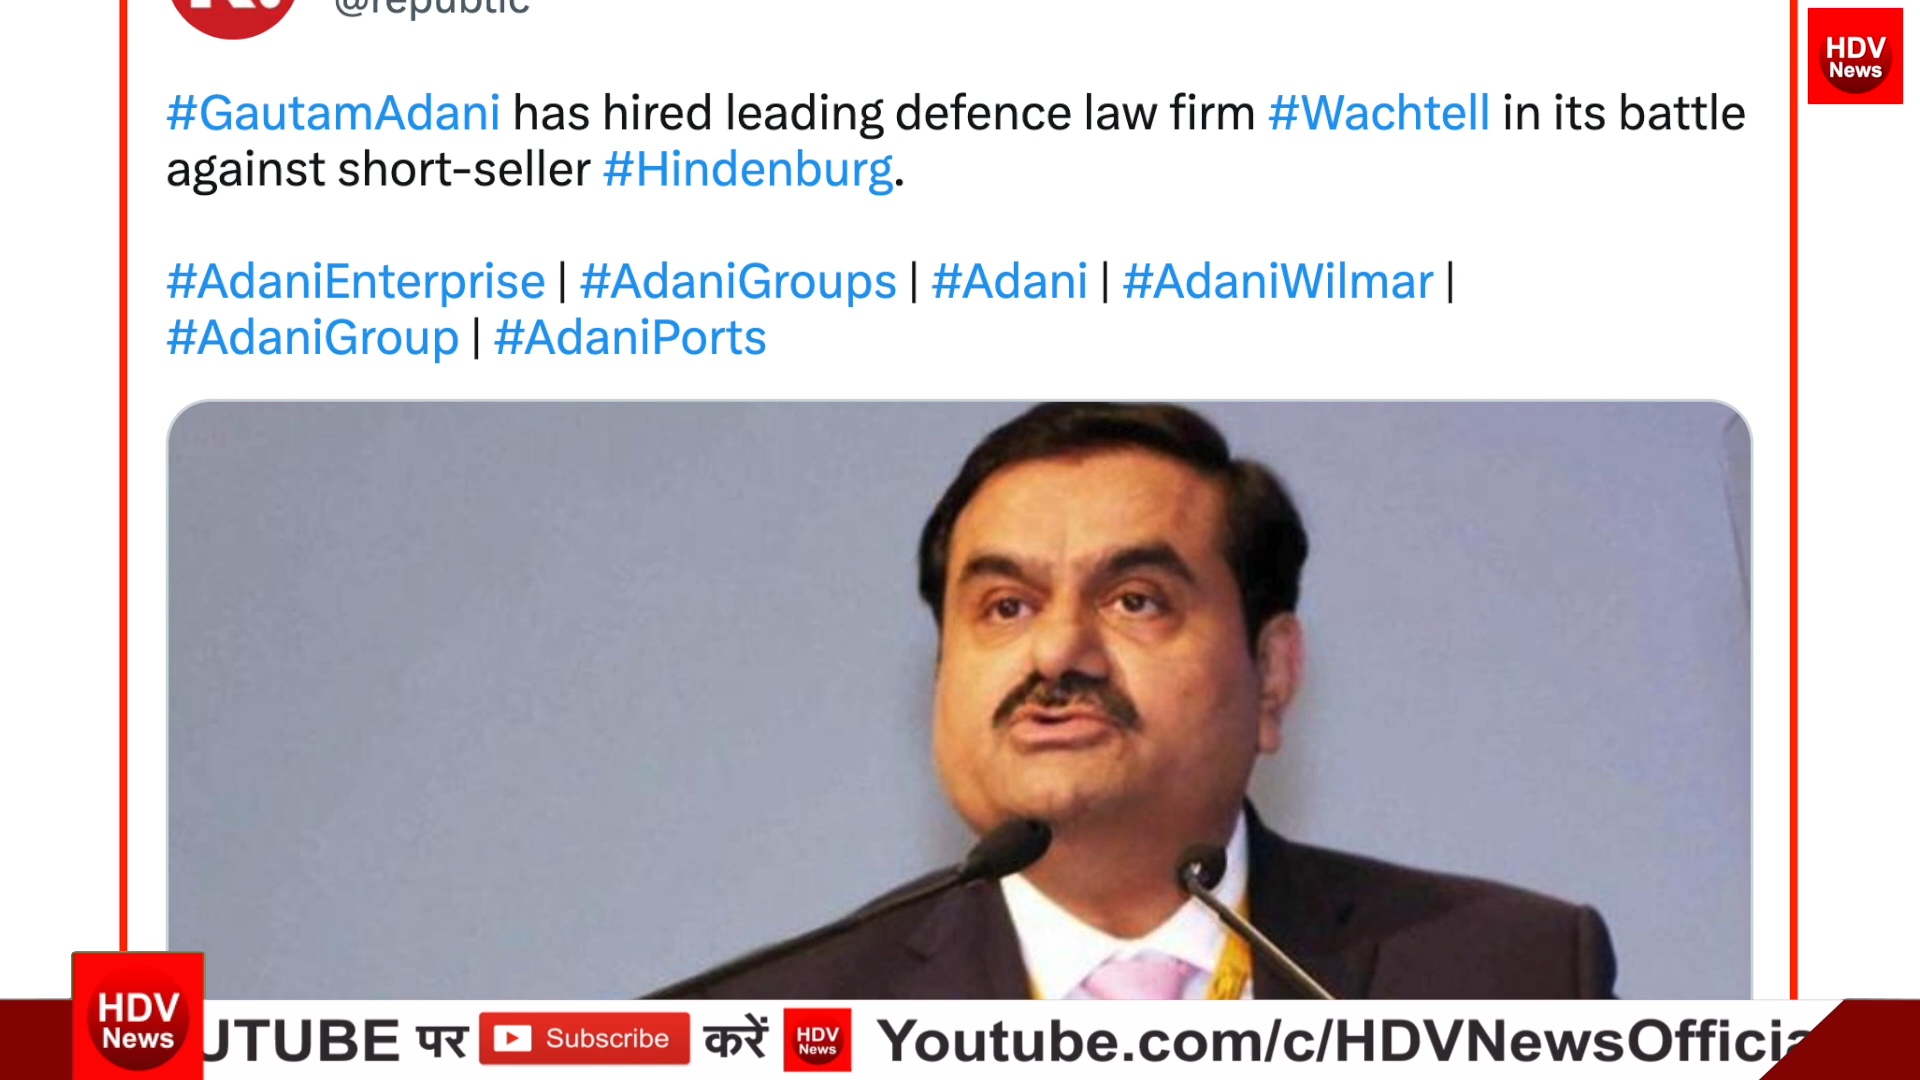 @republic
HDV
News
#GautamAdani has hired leading defence law firm #Wachtell in its battle
against short-seller #Hindenburg.
#AdaniEnterprise | #AdaniGroups | #Adani | #AdaniWilmar |
#AdaniGroup | #AdaniPorts
HDV
News
UTUBE पर Subscribe करें HDV News Youtube.com/c/HDVNewsOfficia